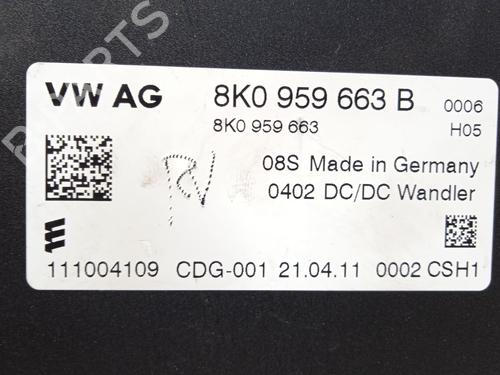 VW AG 8K0 959 663 B 0006
8K0 959 663 H05
08S Made in Germany
0402 DC/DC Wandler
111004109 CDG-001 21.04.11 0002 CSH1